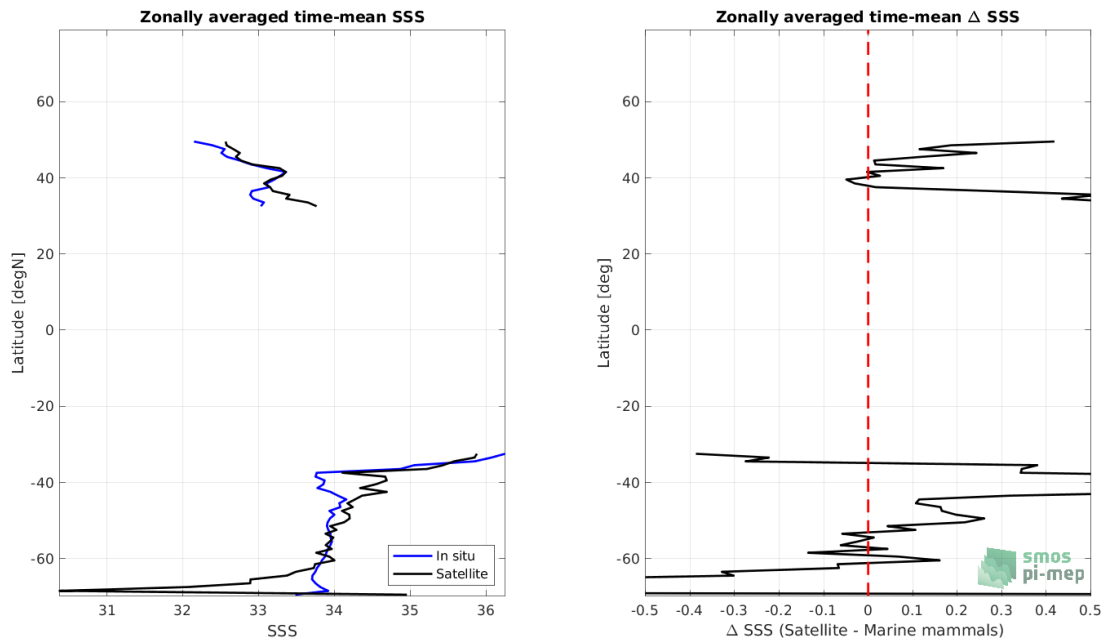 Zonally averaged time-mean SSS
60
40
20
0
-20
-40
-60
Latitude [degN]
31 32 33 34 35 36
SSS
In situ
Satellite
Zonally averaged time-mean Δ SSS
60
40
20
0
-20
-40
-60
Latitude [deg]
-0.5 -0.4 -0.3 -0.2 -0.1 0 0.1 0.2 0.3 0.4 0.5
Δ SSS (Satellite - Marine mammals)
smos
pi-mep